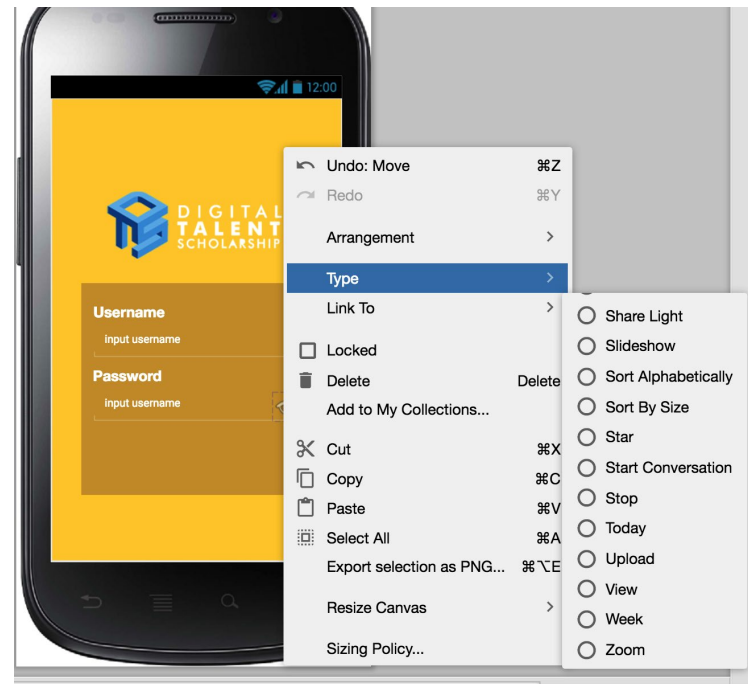 12:00
DIGITAL
TALENT
SCHOLARSHIP
Username
input username
Password
input username
Undo: Move ⌘Z
Redo ⌘Y
Arrangement
Type
Link To
Locked
Delete Delete
Add to My Collections...
Cut ⌘X
Copy ⌘C
Paste ⌘V
Select All ⌘A
Export selection as PNG... ⌘⌥E
Resize Canvas
Sizing Policy...
Share Light
Slideshow
Sort Alphabetically
Sort By Size
Star
Start Conversation
Stop
Today
Upload
View
Week
Zoom